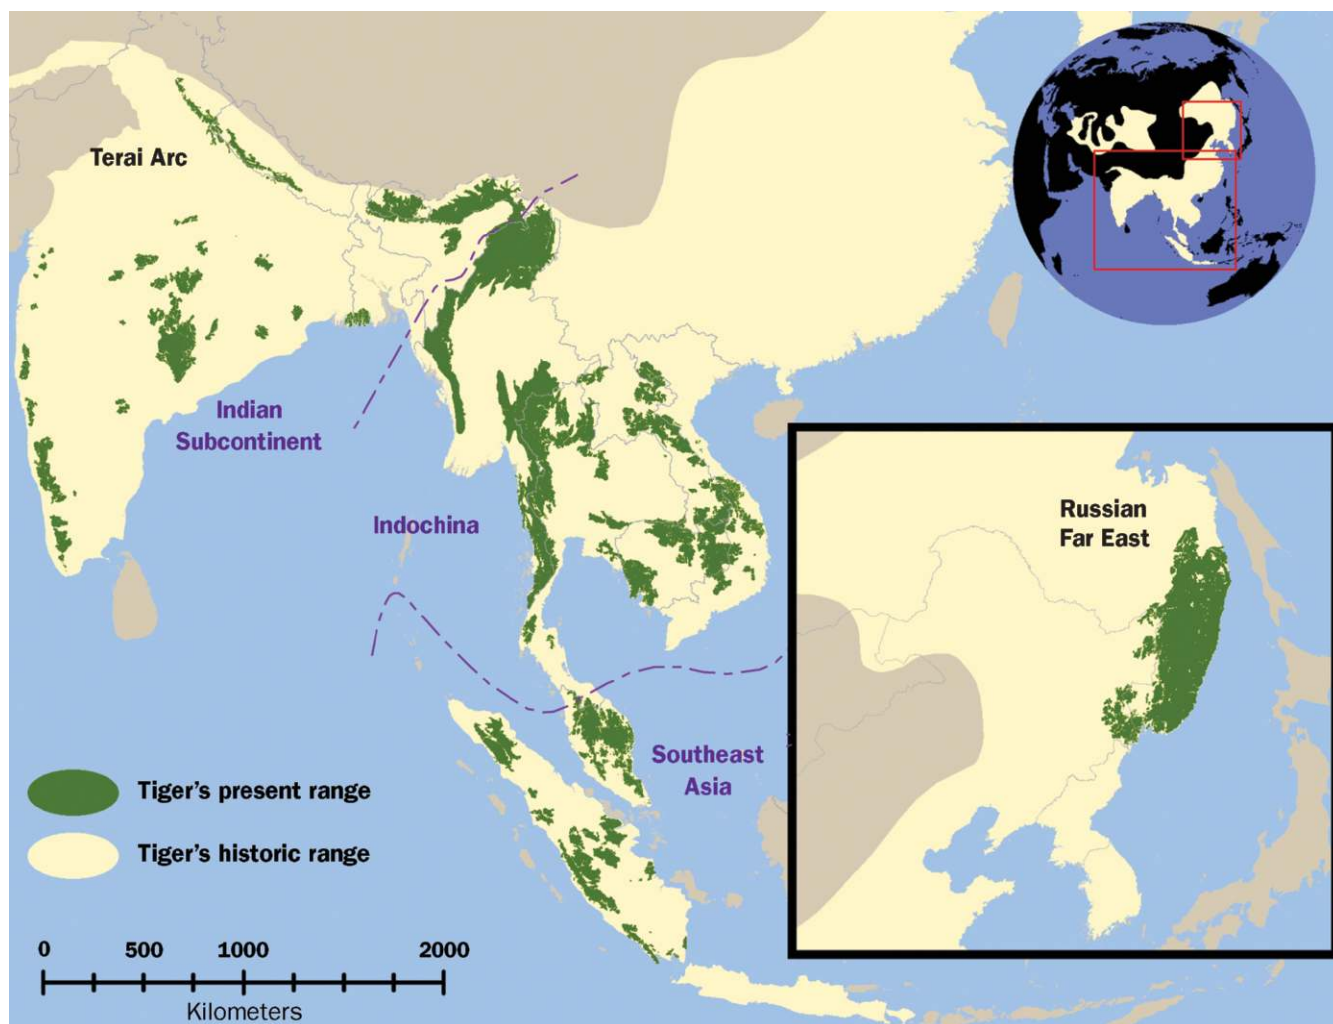 Terai Arc
Indian
Subcontinent
Indochina
Russian
Far East
Southeast
Asia
Tiger's present range
Tiger's historic range
0 500 1000 2000
Kilometers